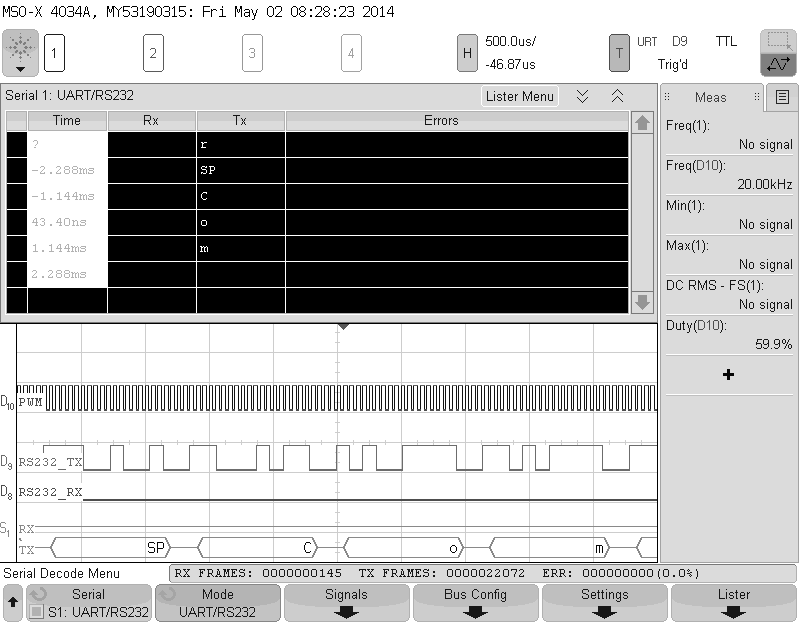 MSO-X 4034A, MY53190315: Fri May 02 08:28:23 2014
1 2 3 4 H 500.0us/ -46.87us T URT D9 TTL Trig'd
Serial 1: UART/RS232 Lister Menu
Time Rx Tx Errors
? r
-2.288ms SP
-1.144ms C
43.40ns o
1.144ms m
2.288ms
Meas
Freq(1):
No signal
Freq(D10):
20.00kHz
Min(1):
No signal
Max(1):
No signal
DC RMS - FS(1):
No signal
Duty(D10):
59.9%
+
D10 PWM
D9 RS232_TX
D8 RS232_RX
S1 RX
TX SP C o m
Serial Decode Menu RX FRAMES: 0000000145 TX FRAMES: 0000022072 ERR: 000000000(0.0%)
Serial
S1: UART/RS232
Mode
UART/RS232
Signals
Bus Config
Settings
Lister